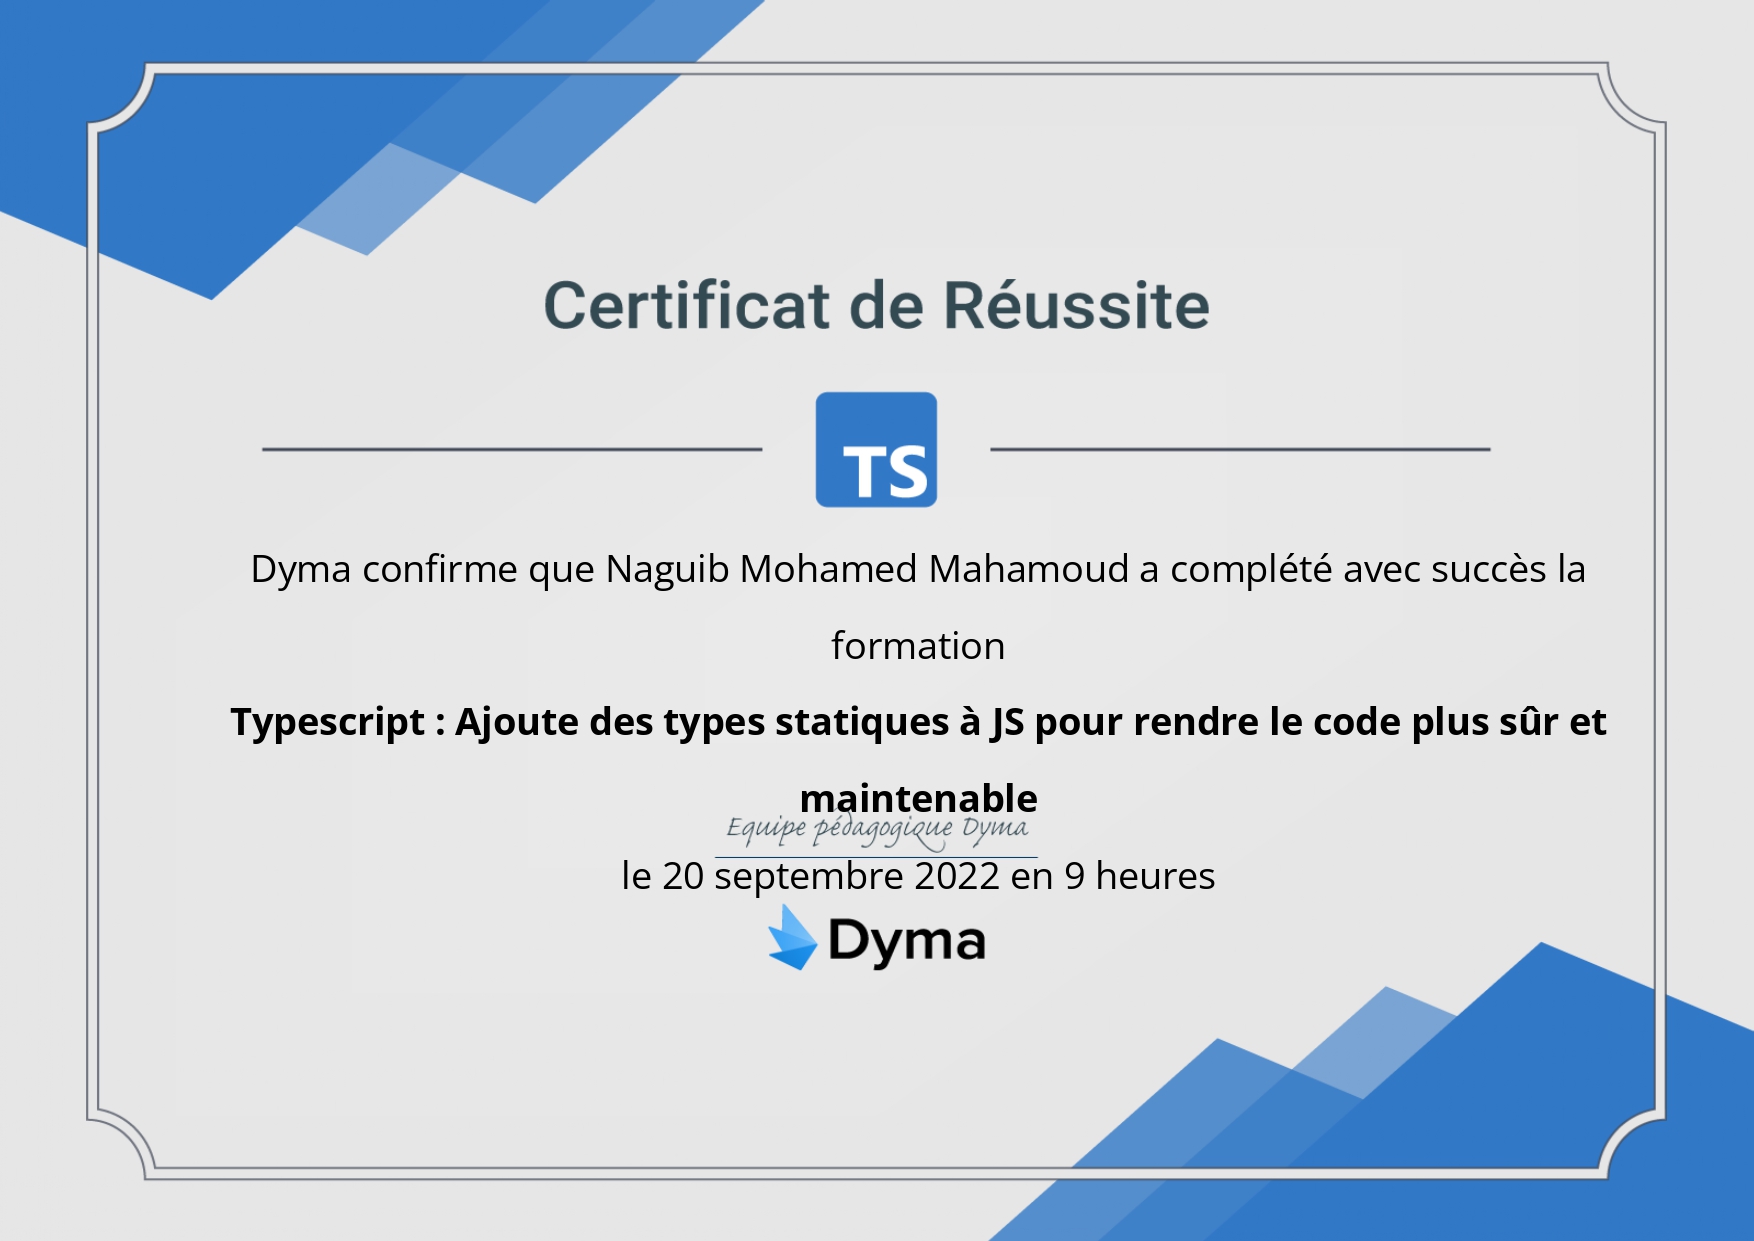 Certificat de Réussite
TS
Dyma confirme que Naguib Mohamed Mahamoud a complété avec succès la
formation
Typescript : Ajoute des types statiques à JS pour rendre le code plus sûr et
maintenable
Equipe pédagogique Dyma
le 20 septembre 2022 en 9 heures
Dyma